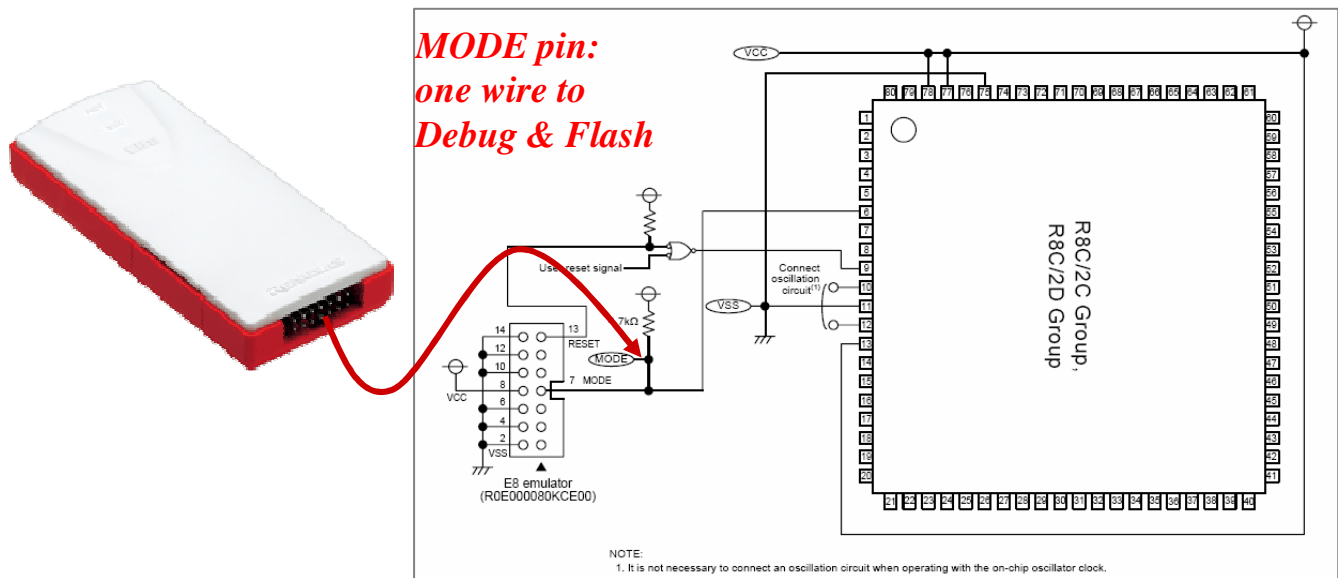 MODE pin:
one wire to
Debug & Flash
VCC
80 79 78 77 76 75 74 73 72 71 70 69 68 67 66 65 64 63 62 61
1
2
3
4
5
6
7
8
9
10
11
12
13
14
15
16
17
18
19
20
60
59
58
57
56
55
54
53
52
51
50
49
48
47
46
45
44
43
42
41
21 22 23 24 25 26 27 28 29 30 31 32 33 34 35 36 37 38 39 40
R8C/2C Group,
R8C/2D Group
User reset signal
Connect
oscillation
circuit(1)
VSS
7kΩ
MODE
14
13
RESET
12
10
8
7 MODE
VCC
6
4
2
VSS
E8 emulator
(R0E000080KCE00)
NOTE:
1. It is not necessary to connect an oscillation circuit when operating with the on-chip oscillator clock.